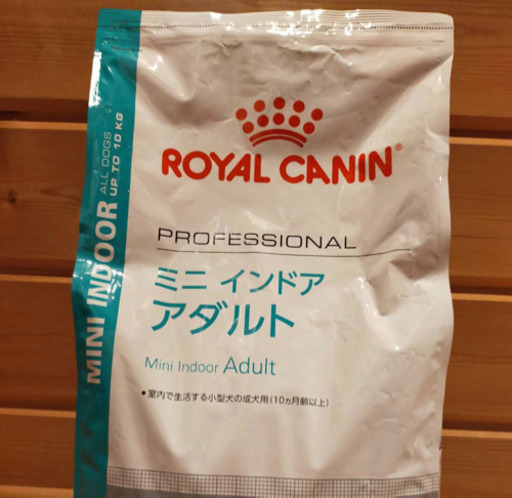 ROYAL CANIN®
PROFESSIONAL
ミニ インドア
アダルト
Mini Indoor Adult
●室内で生活する小型犬の成犬用(10ヵ月齢以上)
MINI INDOOR
ALL DOGS
UP TO 10 KG